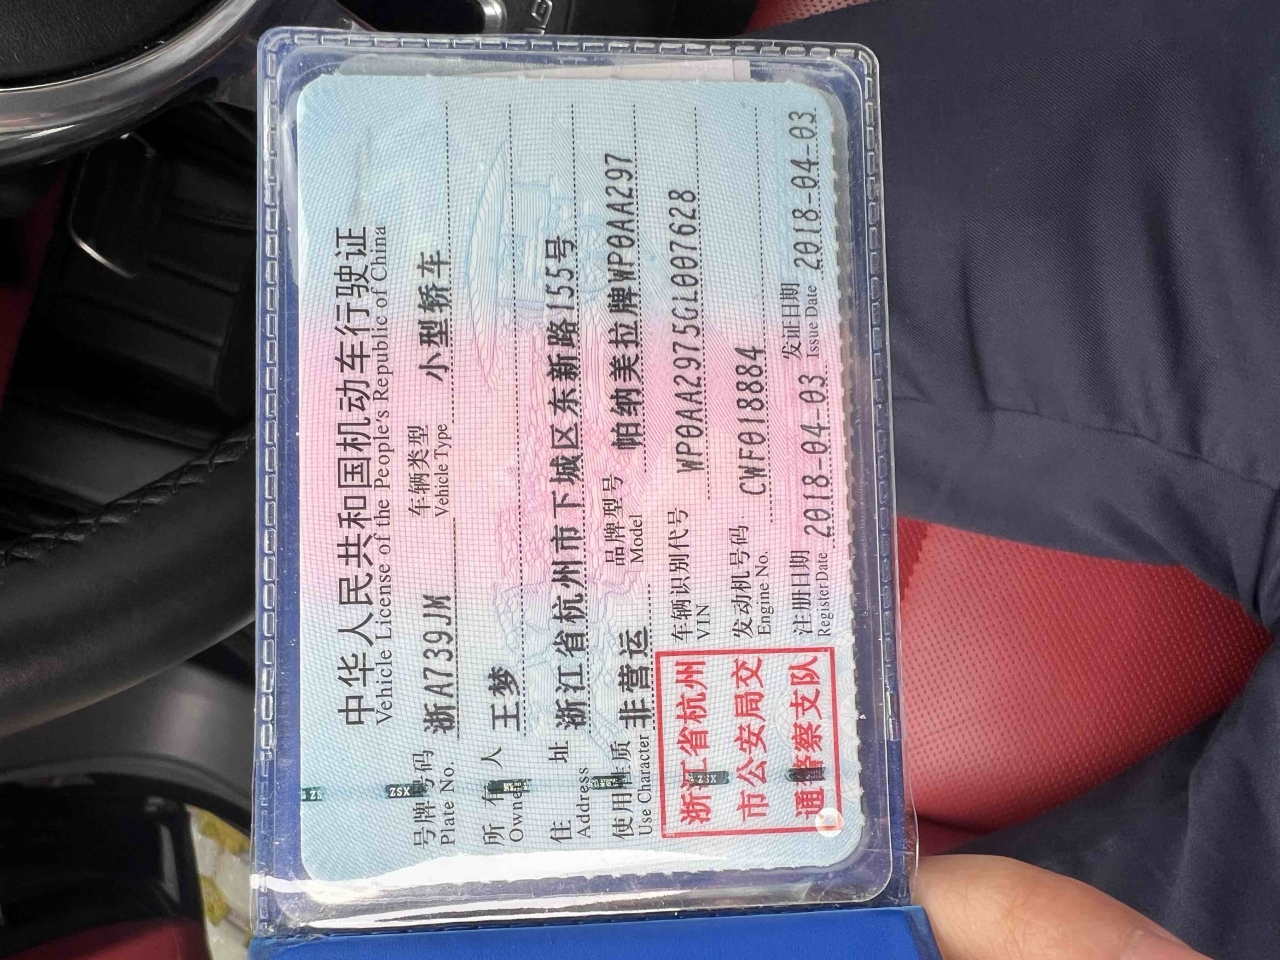 中华人民共和国机动车行驶证
Vehicle License of the People's Republic of China
号牌号码 浙A739JM 车辆类型 小型轿车
Plate No. Vehicle Type
所有人 王梦
Owner
住址 浙江省杭州市下城区东新路155号
Address
使用性质 非营运 品牌型号 帕纳美拉牌WP0AA297
Use Character Model
浙江省杭州
市公安局交
通警察支队
车辆识别代号 WP0AA2975GL007628
VIN
发动机号码 CWF018884
Engine No.
注册日期 2018-04-03 发证日期 2018-04-03
Register Date Issue Date
XSZ
XSZ